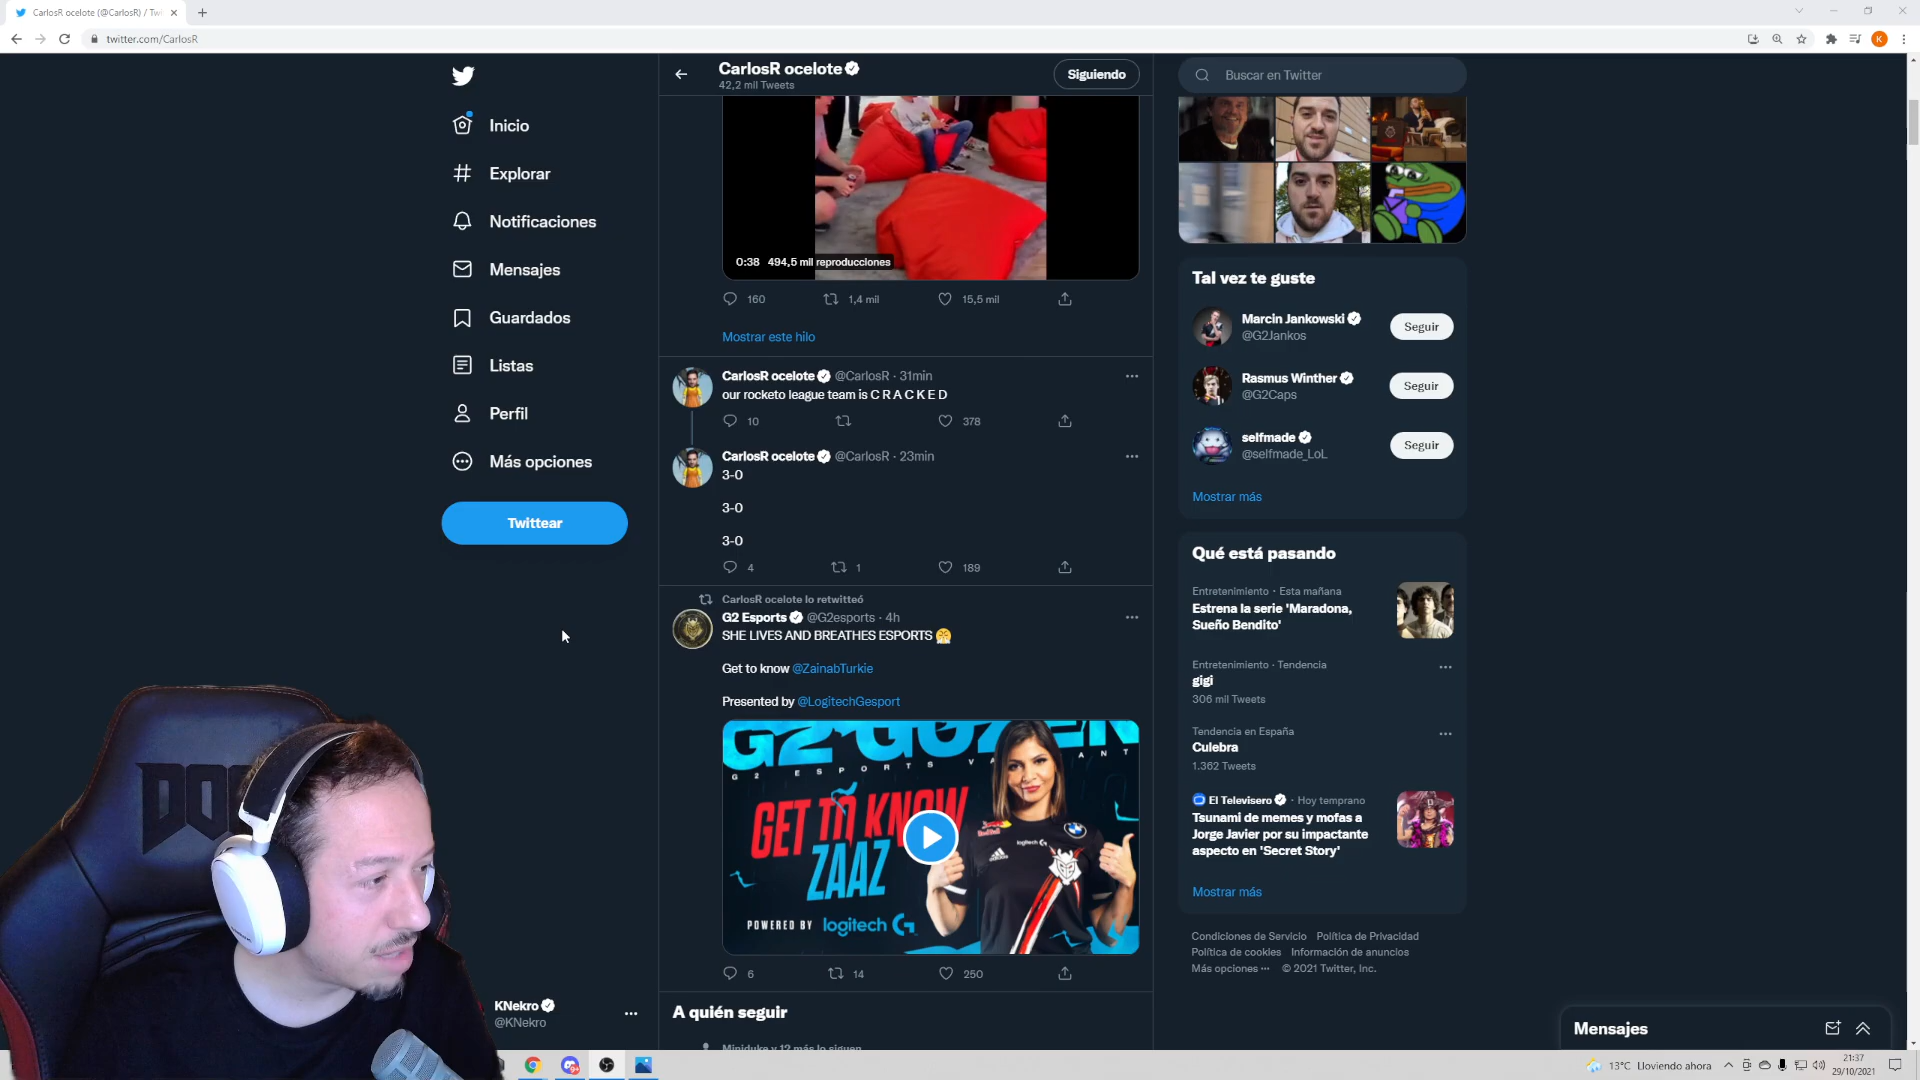 CarlosR ocelote (@CarlosR) / Twi
twitter.com/CarlosR
K
Inicio
Explorar
Notificaciones
Mensajes
Guardados
Listas
Perfil
Más opciones
Twittear
KNekro
@KNekro
CarlosR ocelote
42,2 mil Tweets
Siguiendo
0:38 494,5 mil reproducciones
160 1,4 mil 15,5 mil
Mostrar este hilo
CarlosR ocelote @CarlosR · 31min
our rocketo league team is C R A C K E D
10 378
CarlosR ocelote @CarlosR · 23min
3-0
3-0
3-0
4 1 189
CarlosR ocelote lo retwitteó
G2 Esports @G2esports · 4h
SHE LIVES AND BREATHES ESPORTS
Get to know @ZainabTurkie
Presented by @LogitechGesport
GET TO KNOW
ZAAZ
POWERED BY logitech G
6 14 250
A quién seguir
Miniduke y 12 más lo siguen
Buscar en Twitter
Tal vez te guste
Marcin Jankowski
@G2Jankos
Seguir
Rasmus Winther
@G2Caps
Seguir
selfmade
@selfmade_LoL
Seguir
Mostrar más
Qué está pasando
Entretenimiento · Esta mañana
Estrena la serie 'Maradona,
Sueño Bendito'
Entretenimiento · Tendencia
gigi
306 mil Tweets
Tendencia en España
Culebra
1.362 Tweets
El Televisero · Hoy temprano
Tsunami de memes y mofas a
Jorge Javier por su impactante
aspecto en 'Secret Story'
Mostrar más
Condiciones de Servicio Política de Privacidad
Política de cookies Información de anuncios
Más opciones ··· © 2021 Twitter, Inc.
Mensajes
13°C Lloviendo ahora
21:37
29/10/2021